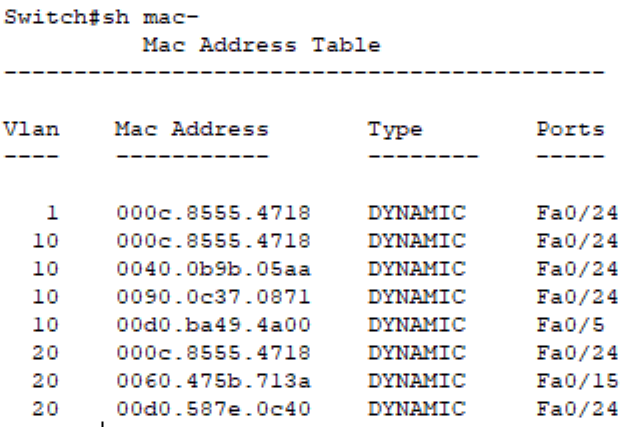 Switch#sh mac-
Mac Address Table
-------------------------------------------
Vlan Mac Address Type Ports
---- ----------- -------- -----
1 000c.8555.4718 DYNAMIC Fa0/24
10 000c.8555.4718 DYNAMIC Fa0/24
10 0040.0b9b.05aa DYNAMIC Fa0/24
10 0090.0c37.0871 DYNAMIC Fa0/24
10 00d0.ba49.4a00 DYNAMIC Fa0/5
20 000c.8555.4718 DYNAMIC Fa0/24
20 0060.475b.713a DYNAMIC Fa0/15
20 00d0.587e.0c40 DYNAMIC Fa0/24